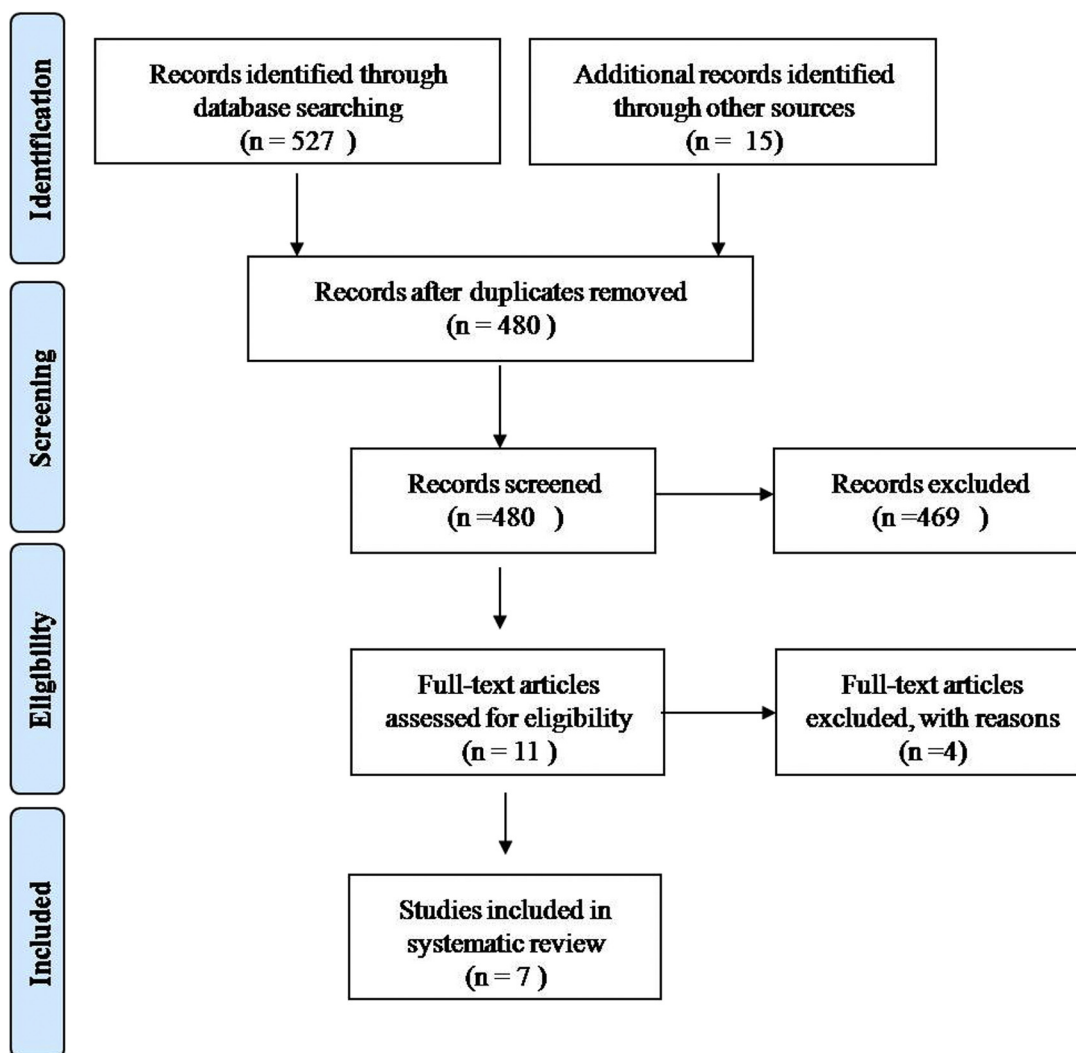 Identification
Records identified through
database searching
(n = 527 )
Additional records identified
through other sources
(n = 15)
Records after duplicates removed
(n = 480 )
Screening
Records screened
(n =480 )
Records excluded
(n =469 )
Eligibility
Full-text articles
assessed for eligibility
(n = 11 )
Full-text articles
excluded, with reasons
(n =4)
Included
Studies included in
systematic review
(n = 7 )